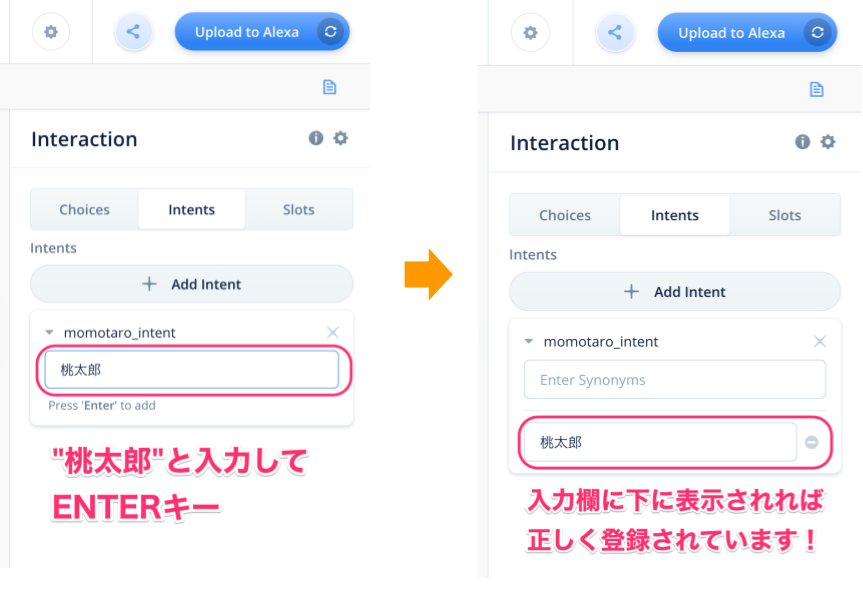 Upload to Alexa
Interaction
Choices
Intents
Slots
Intents
Add Intent
momotaro_intent
桃太郎
Press 'Enter' to add
"桃太郎"と入力して
ENTERキー
Upload to Alexa
Interaction
Choices
Intents
Slots
Intents
Add Intent
momotaro_intent
Enter Synonyms
桃太郎
入力欄に下に表示されれば
正しく登録されています！